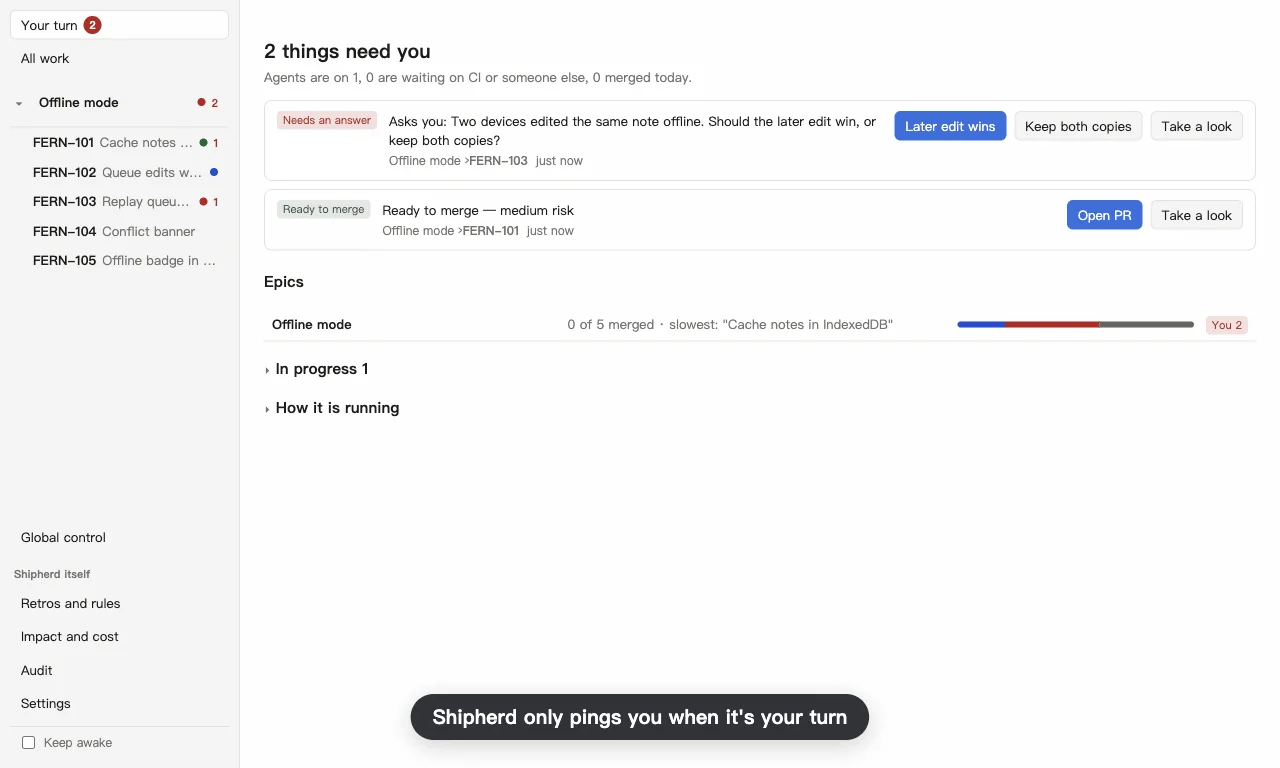 Your turn 2
All work
Offline mode 2
FERN-101 Cache notes ... 1
FERN-102 Queue edits w...
FERN-103 Replay queu... 1
FERN-104 Conflict banner
FERN-105 Offline badge in ...
Global control
Shipherd itself
Retros and rules
Impact and cost
Audit
Settings
Keep awake
2 things need you
Agents are on 1, 0 are waiting on CI or someone else, 0 merged today.
Needs an answer
Asks you: Two devices edited the same note offline. Should the later edit win, or
keep both copies?
Offline mode >FERN-103 just now
Later edit wins
Keep both copies
Take a look
Ready to merge
Ready to merge — medium risk
Offline mode >FERN-101 just now
Open PR
Take a look
Epics
Offline mode 0 of 5 merged · slowest: "Cache notes in IndexedDB" You 2
In progress 1
How it is running
Shipherd only pings you when it's your turn